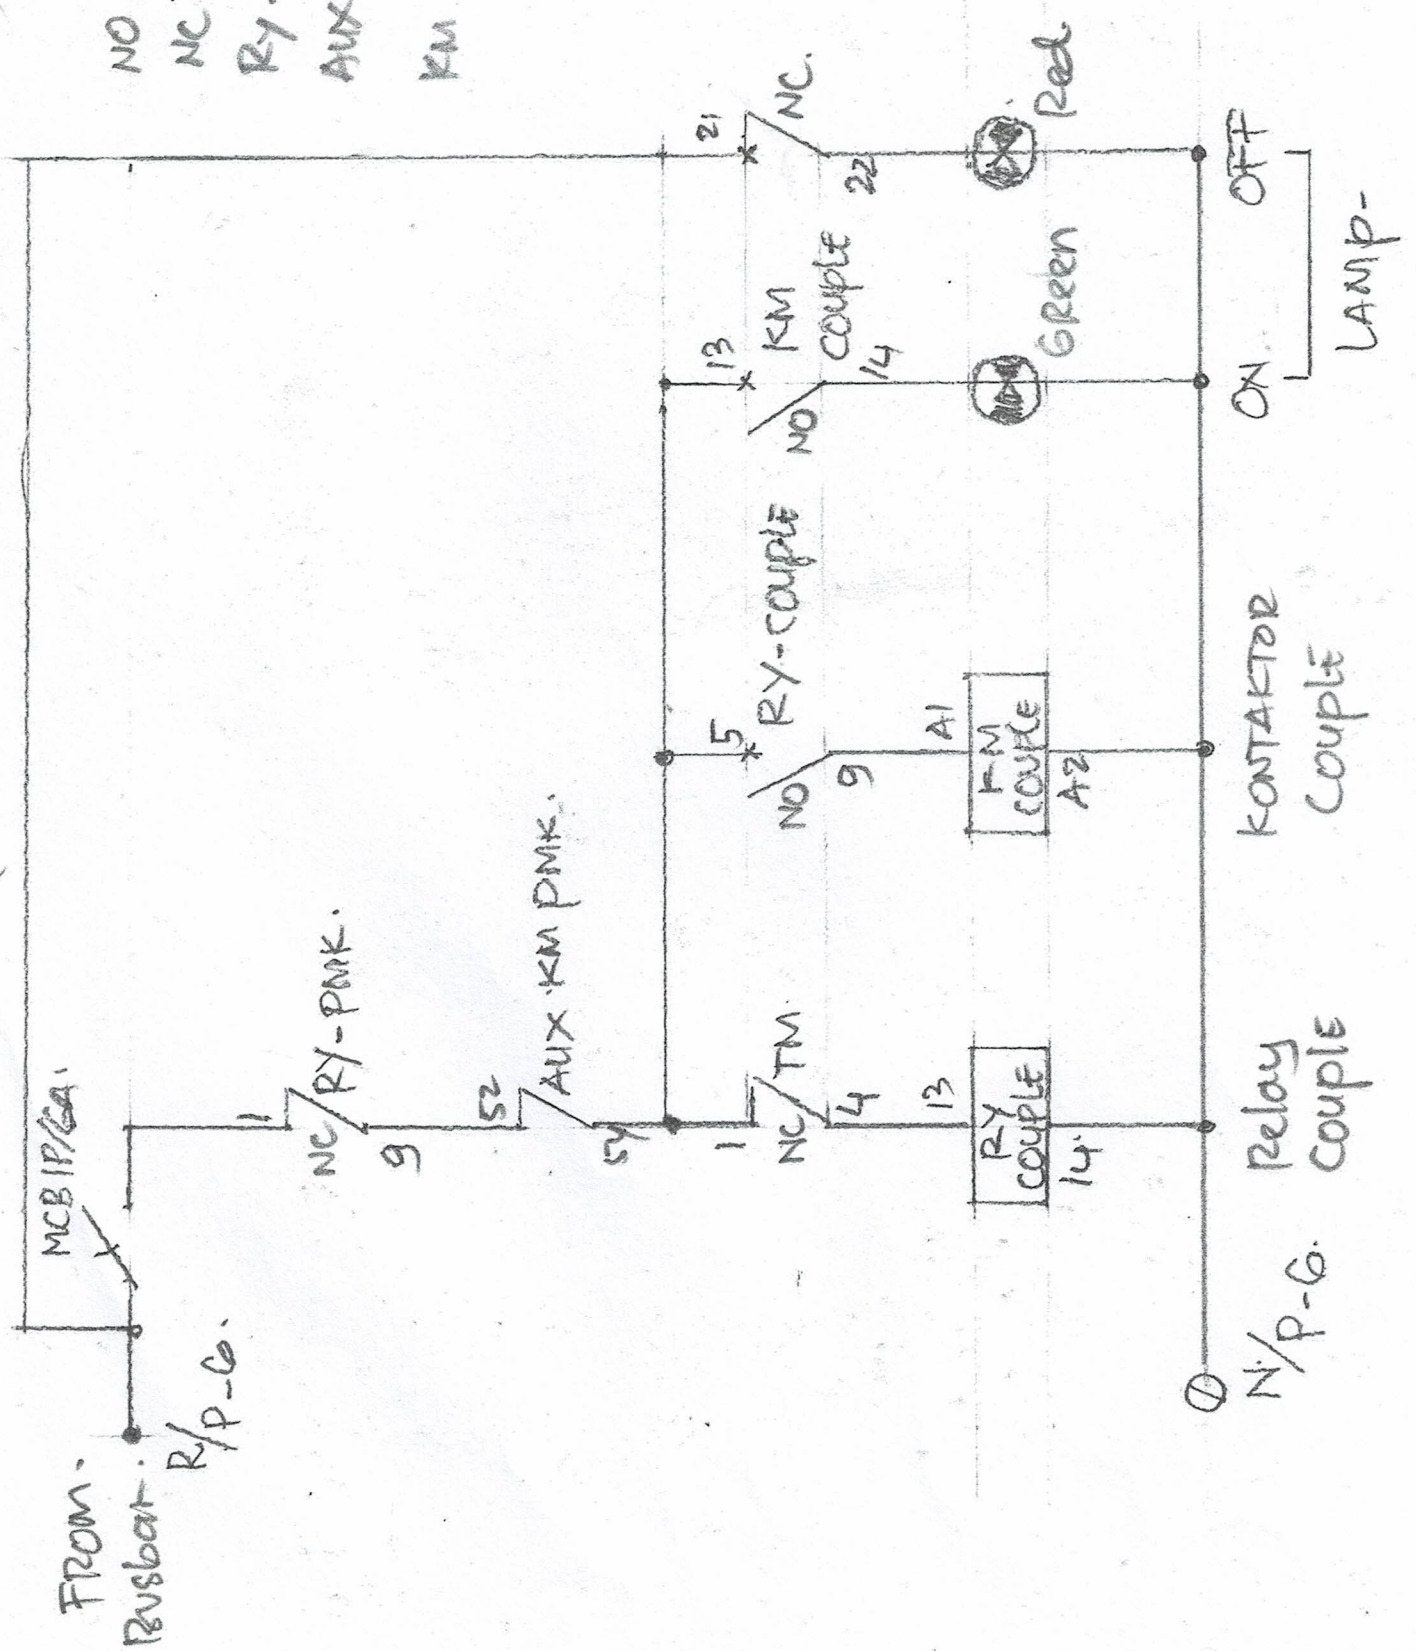 NO
NC
RY-
AUX
KM
FROM.
Busbar.
R/P-G.
MCB 1P/6A.
1
NC
RY-PMK.
9
52
AUX KM PMK.
54
1
NC
TM.
4
13
RY
COUPLE
14.
5
RY-COUPLE
NO
9
A1
KM
COUPLE
A2
13
KM
COUPLE
NO
14
GREEN
21
NC.
22
Red
N/P-G.
Relay
COUPLE
KONTAKTOR
COUPLE
ON
OFF
LAMP-